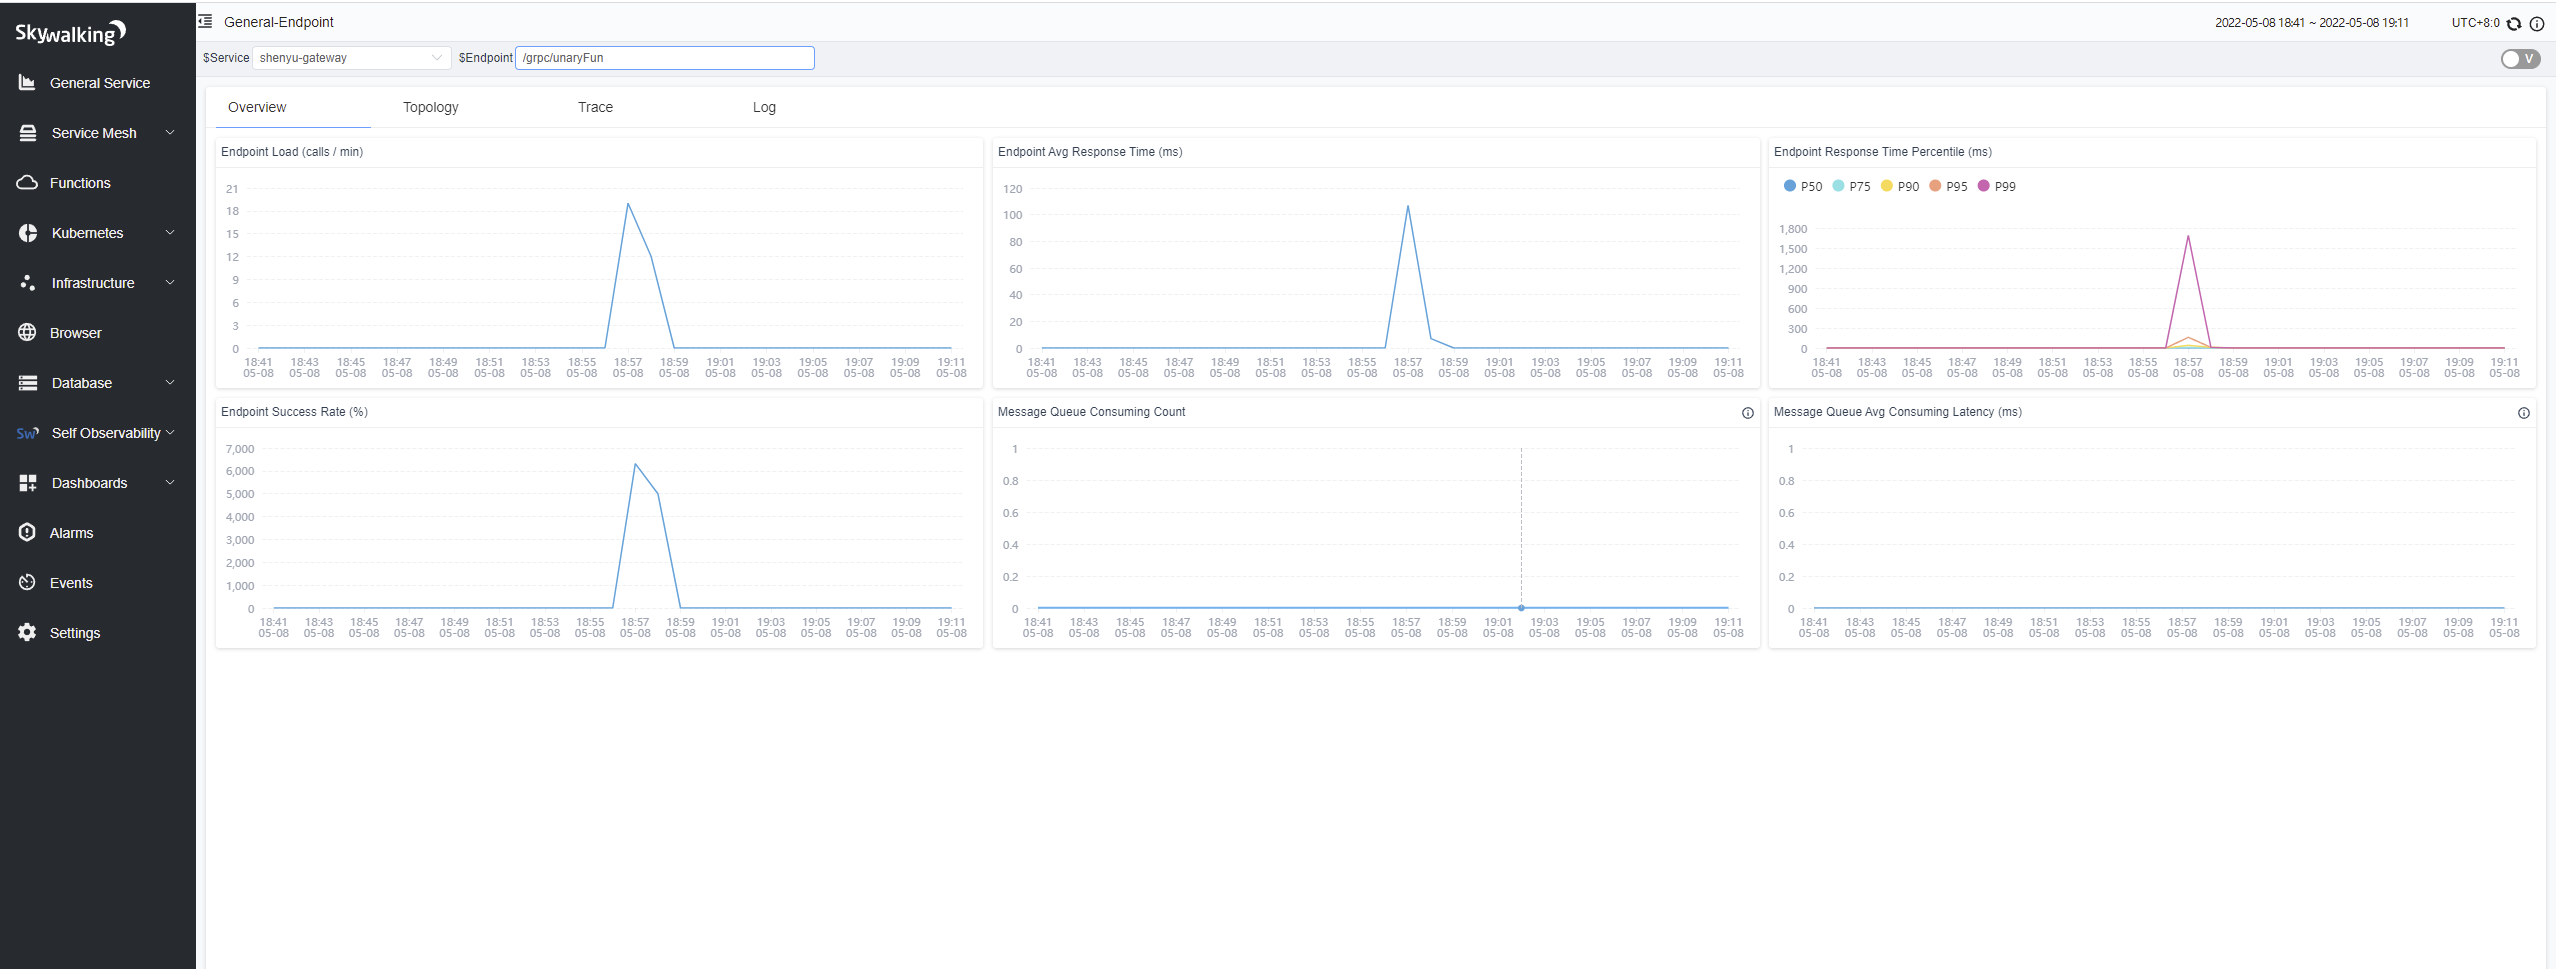 Skywalking
General Service
Service Mesh
Functions
Kubernetes
Infrastructure
Browser
Database
Sw Self Observability
Dashboards
Alarms
Events
Settings
General-Endpoint
2022-05-08 18:41 ~ 2022-05-08 19:11 UTC+8:0
$Service shenyu-gateway $Endpoint /grpc/unaryFun V
Overview Topology Trace Log
Endpoint Load (calls / min)
21
18
15
12
9
6
3
0
18:41 18:43 18:45 18:47 18:49 18:51 18:53 18:55 18:57 18:59 19:01 19:03 19:05 19:07 19:09 19:11
05-08 05-08 05-08 05-08 05-08 05-08 05-08 05-08 05-08 05-08 05-08 05-08 05-08 05-08 05-08 05-08
Endpoint Avg Response Time (ms)
120
100
80
60
40
20
0
18:41 18:43 18:45 18:47 18:49 18:51 18:53 18:55 18:57 18:59 19:01 19:03 19:05 19:07 19:09 19:11
05-08 05-08 05-08 05-08 05-08 05-08 05-08 05-08 05-08 05-08 05-08 05-08 05-08 05-08 05-08 05-08
Endpoint Response Time Percentile (ms)
P50 P75 P90 P95 P99
1,800
1,500
1,200
900
600
300
0
18:41 18:43 18:45 18:47 18:49 18:51 18:53 18:55 18:57 18:59 19:01 19:03 19:05 19:07 19:09 19:11
05-08 05-08 05-08 05-08 05-08 05-08 05-08 05-08 05-08 05-08 05-08 05-08 05-08 05-08 05-08 05-08
Endpoint Success Rate (%)
7,000
6,000
5,000
4,000
3,000
2,000
1,000
0
18:41 18:43 18:45 18:47 18:49 18:51 18:53 18:55 18:57 18:59 19:01 19:03 19:05 19:07 19:09 19:11
05-08 05-08 05-08 05-08 05-08 05-08 05-08 05-08 05-08 05-08 05-08 05-08 05-08 05-08 05-08 05-08
Message Queue Consuming Count
1
0.8
0.6
0.4
0.2
0
18:41 18:43 18:45 18:47 18:49 18:51 18:53 18:55 18:57 18:59 19:01 19:03 19:05 19:07 19:09 19:11
05-08 05-08 05-08 05-08 05-08 05-08 05-08 05-08 05-08 05-08 05-08 05-08 05-08 05-08 05-08 05-08
Message Queue Avg Consuming Latency (ms)
1
0.8
0.6
0.4
0.2
0
18:41 18:43 18:45 18:47 18:49 18:51 18:53 18:55 18:57 18:59 19:01 19:03 19:05 19:07 19:09 19:11
05-08 05-08 05-08 05-08 05-08 05-08 05-08 05-08 05-08 05-08 05-08 05-08 05-08 05-08 05-08 05-08